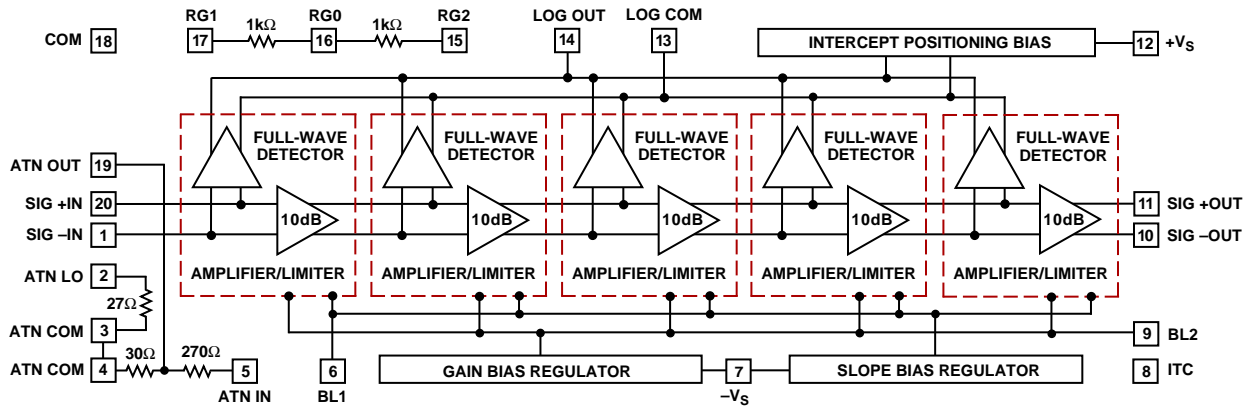 RG1 RG0 RG2 LOG OUT LOG COM
1kΩ 1kΩ
COM 18 17 16 15 14 13 INTERCEPT POSITIONING BIAS 12 +VS
FULL-WAVE DETECTOR
FULL-WAVE DETECTOR
FULL-WAVE DETECTOR
FULL-WAVE DETECTOR
FULL-WAVE DETECTOR
ATN OUT 19
SIG +IN 20
10dB 10dB 10dB 10dB 10dB
11 SIG +OUT
SIG –IN 1
10 SIG –OUT
AMPLIFIER/LIMITER AMPLIFIER/LIMITER AMPLIFIER/LIMITER AMPLIFIER/LIMITER AMPLIFIER/LIMITER
ATN LO 2
27Ω
ATN COM 3
9 BL2
ATN COM 4 30Ω 270Ω 5 6 GAIN BIAS REGULATOR 7 SLOPE BIAS REGULATOR 8 ITC
ATN IN BL1 –VS